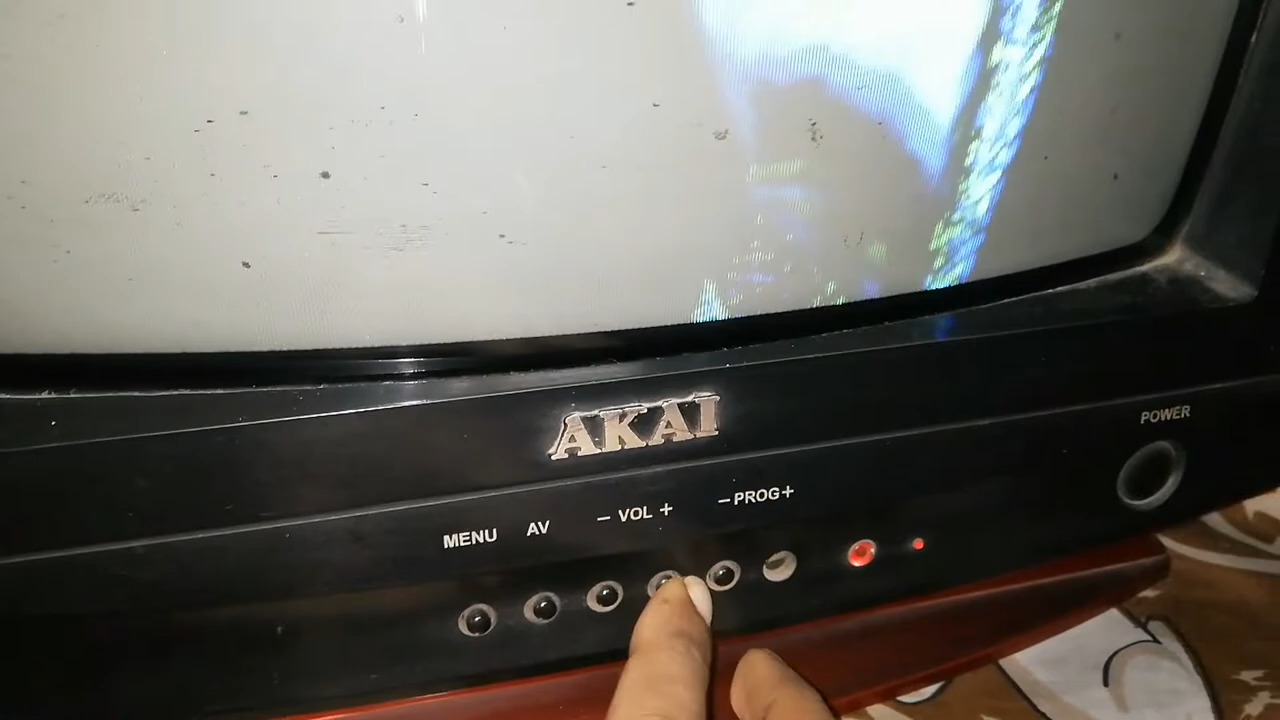 AKAI
POWER
MENU AV - VOL + - PROG+